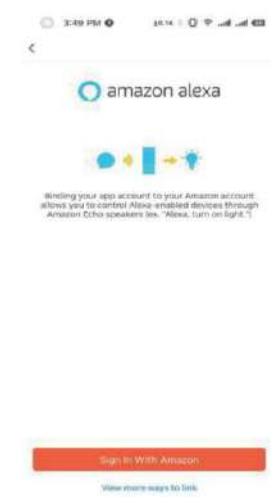 3:49 PM
amazon alexa
Binding your app account to your Amazon account
allows you to control Alexa-enabled devices through
Amazon Echo speakers (ex. "Alexa, turn on light.")
Sign In With Amazon
View more ways to link